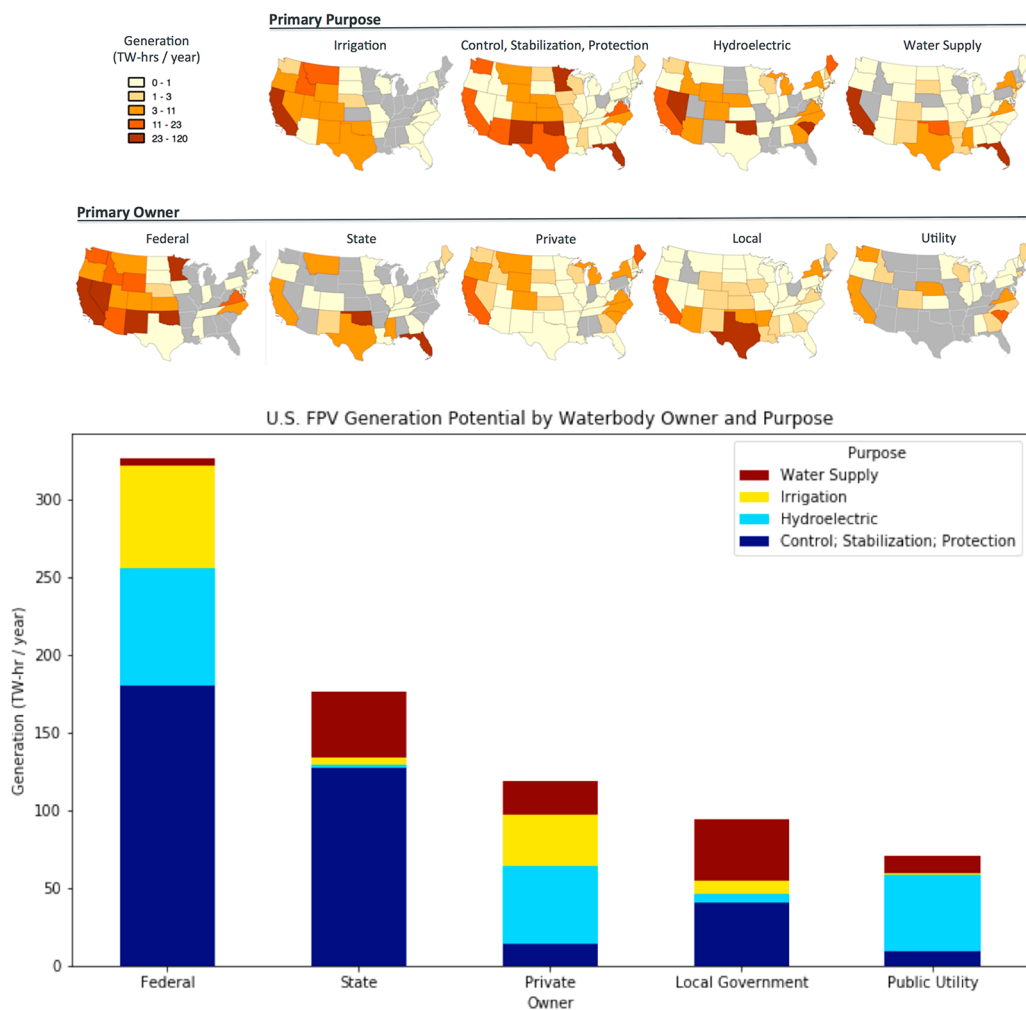 Primary Purpose
Generation
(TW-hrs / year)
Irrigation
Control, Stabilization, Protection
Hydroelectric
Water Supply
0 - 1
1 - 3
3 - 11
11 - 23
23 - 120
Primary Owner
Federal
State
Private
Local
Utility
U.S. FPV Generation Potential by Waterbody Owner and Purpose
Purpose
Water Supply
Irrigation
Hydroelectric
Control; Stabilization; Protection
Generation (TW-hr / year)
300
250
200
150
100
50
0
Federal
State
Private
Local Government
Public Utility
Owner